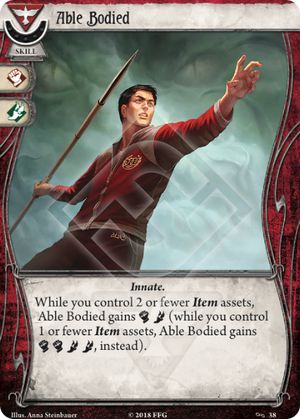 Able Bodied
SKILL
Innate.
While you control 2 or fewer Item assets,
Able Bodied gains (while you control
1 or fewer Item assets, Able Bodied gains
, instead).
Illus. Anna Steinbauer © 2018 FFG 38